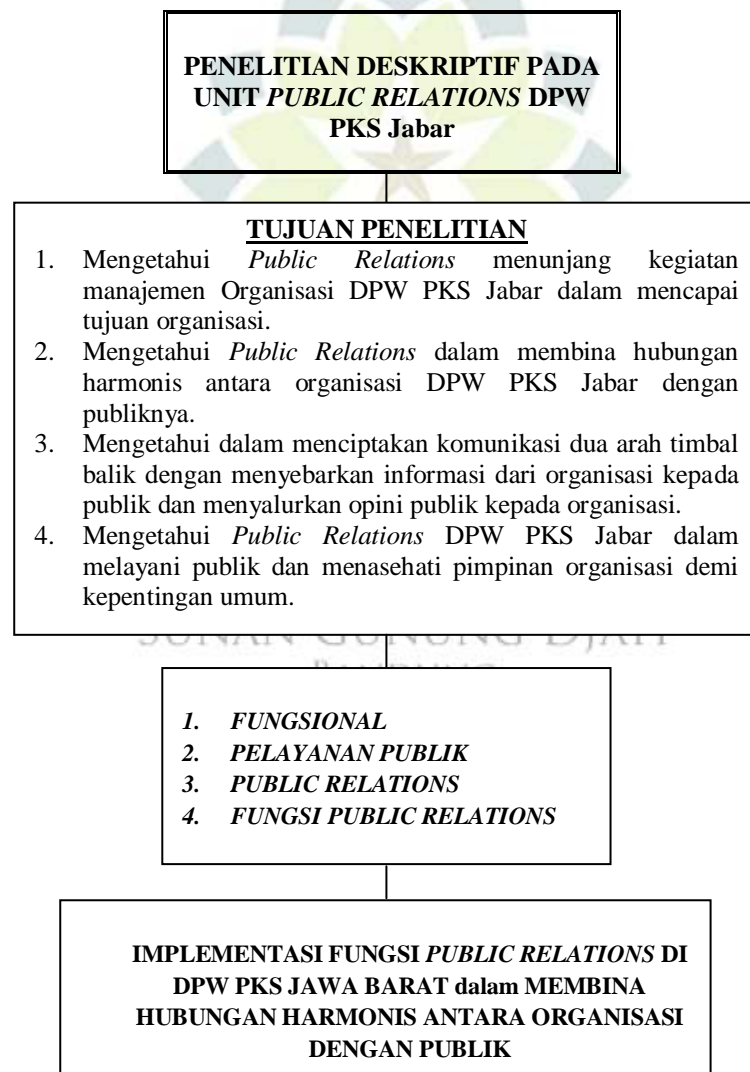 PENELITIAN DESKRIPTIF PADA
UNIT PUBLIC RELATIONS DPW
PKS Jabar
TUJUAN PENELITIAN
1. Mengetahui Public Relations menunjang kegiatan
manajemen Organisasi DPW PKS Jabar dalam mencapai
tujuan organisasi.
2. Mengetahui Public Relations dalam membina hubungan
harmonis antara organisasi DPW PKS Jabar dengan
publiknya.
3. Mengetahui dalam menciptakan komunikasi dua arah timbal
balik dengan menyebarkan informasi dari organisasi kepada
publik dan menyalurkan opini publik kepada organisasi.
4. Mengetahui Public Relations DPW PKS Jabar dalam
melayani publik dan menasehati pimpinan organisasi demi
kepentingan umum.
SUNAN GUNUNG DJATI
1. FUNGSIONAL
2. PELAYANAN PUBLIK
3. PUBLIC RELATIONS
4. FUNGSI PUBLIC RELATIONS
IMPLEMENTASI FUNGSI PUBLIC RELATIONS DI
DPW PKS JAWA BARAT dalam MEMBINA
HUBUNGAN HARMONIS ANTARA ORGANISASI
DENGAN PUBLIK